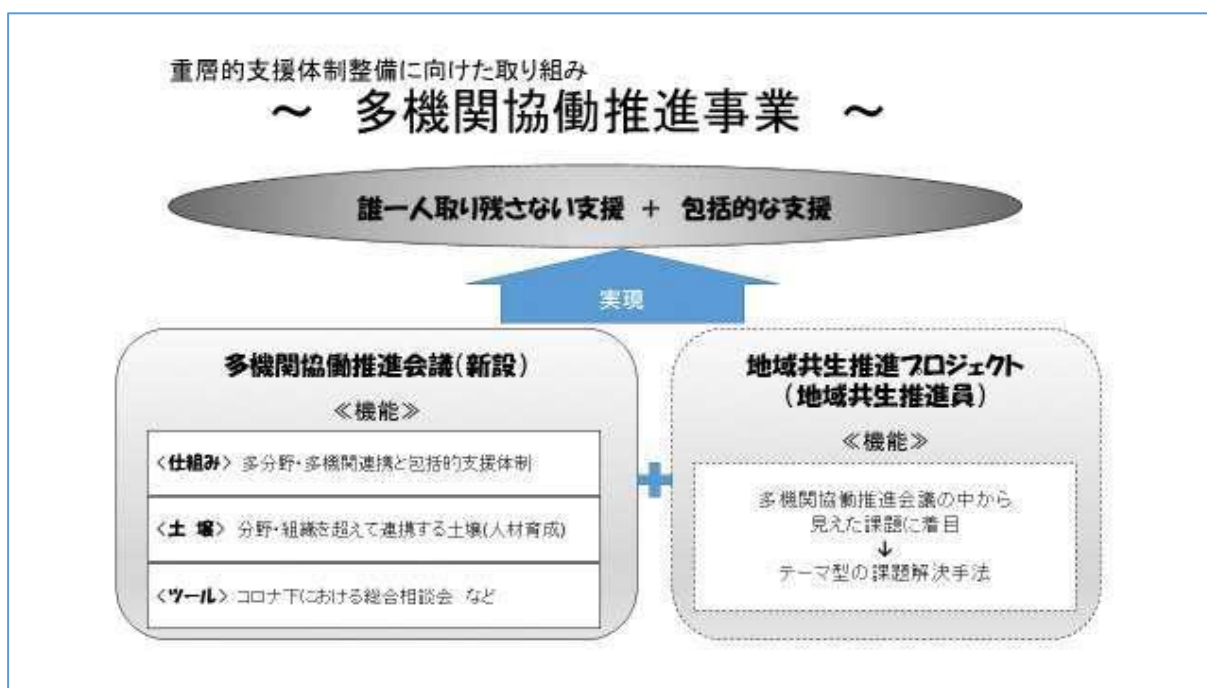 重層的支援体制整備に向けた取り組み
～ 多機関協働推進事業 ～
誰一人取り残さない支援 + 包括的な支援
実現
多機関協働推進会議(新設)
≪機能≫
<仕組み> 多分野・多機関連携と包括的支援体制
<土 壌> 分野・組織を超えて連携する土壌(人材育成)
<ツール> コロナ下における総合相談会 など
地域共生推進プロジェクト
(地域共生推進員)
≪機能≫
多機関協働推進会議の中から
見えた課題に着目
↓
テーマ型の課題解決手法